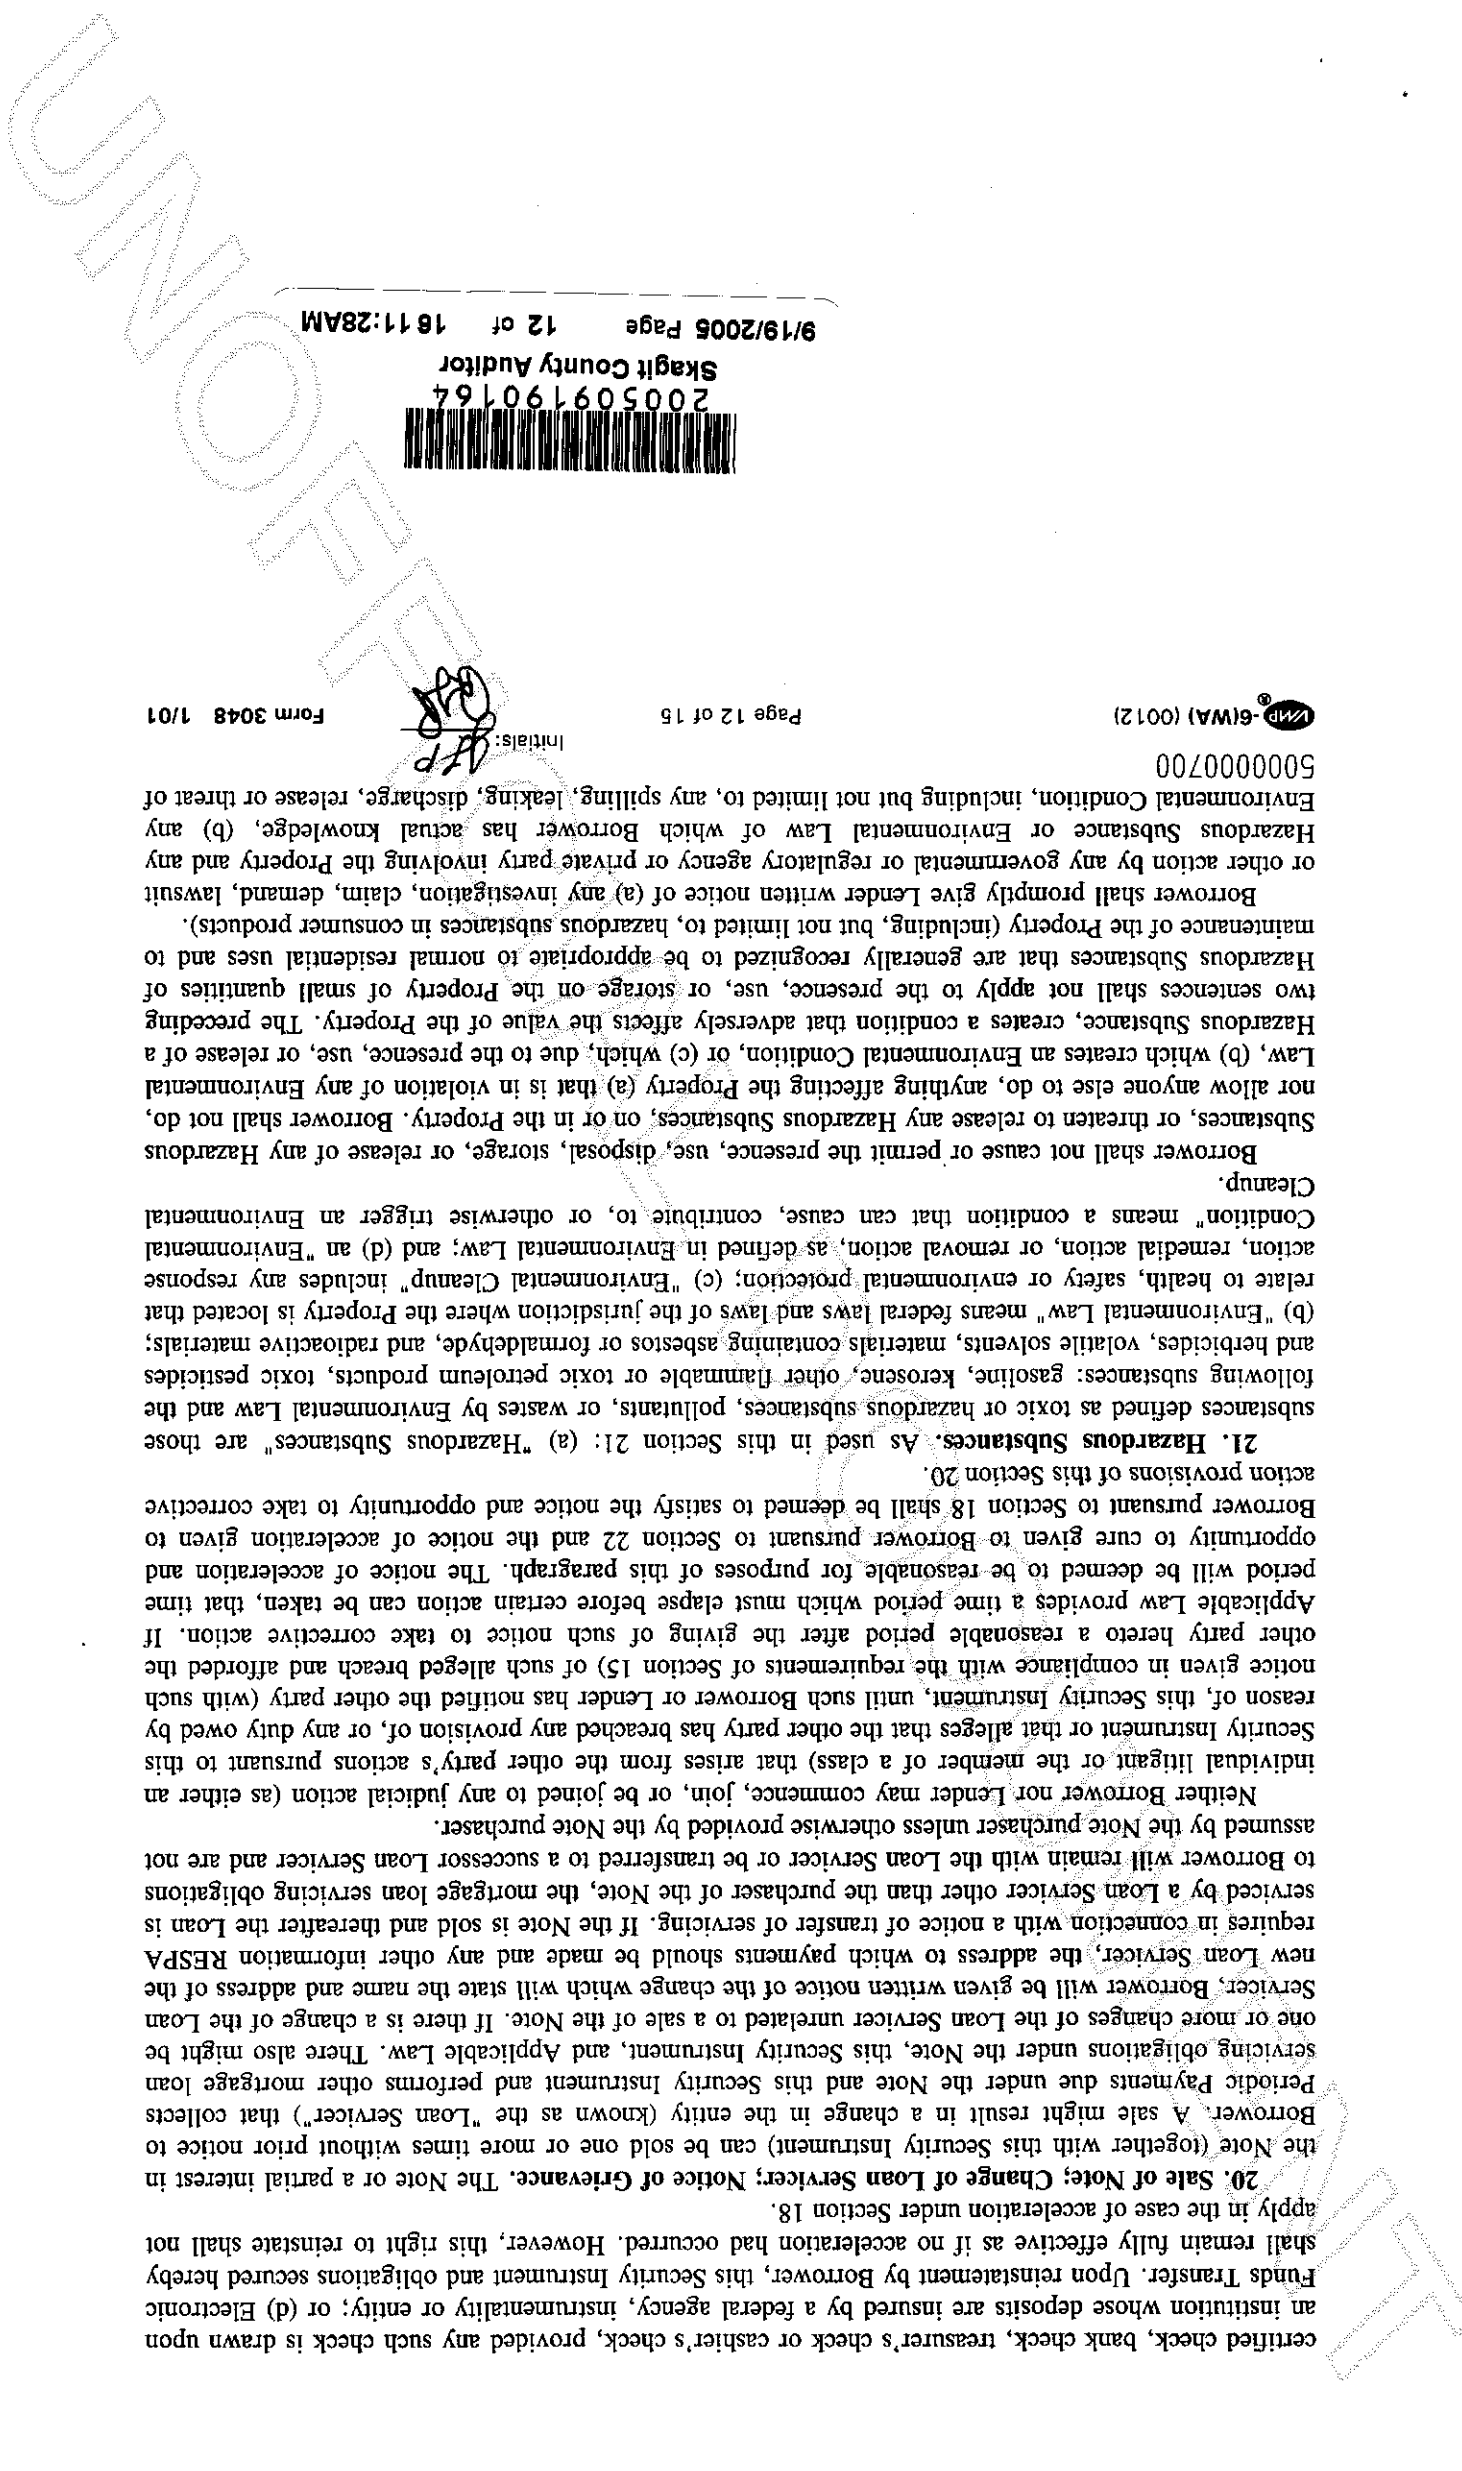 certified check, bank check, treasurer's check or cashier's check, provided any such check is drawn upon
an institution whose deposits are insured by a federal agency, instrumentality or entity; or (d) Electronic
Funds Transfer. Upon reinstatement by Borrower, this Security Instrument and obligations secured hereby
shall remain fully effective as if no acceleration had occurred. However, this right to reinstate shall not
apply in the case of acceleration under Section 18.
20. Sale of Note; Change of Loan Servicer; Notice of Grievance. The Note or a partial interest in
the Note (together with this Security Instrument) can be sold one or more times without prior notice to
Borrower. A sale might result in a change in the entity (known as the "Loan Servicer") that collects
Periodic Payments due under the Note and this Security Instrument and performs other mortgage loan
servicing obligations under the Note, this Security Instrument, and Applicable Law. There also might be
one or more changes of the Loan Servicer unrelated to a sale of the Note. If there is a change of the Loan
Servicer, Borrower will be given written notice of the change which will state the name and address of the
new Loan Servicer, the address to which payments should be made and any other information RESPA
requires in connection with a notice of transfer of servicing. If the Note is sold and thereafter the Loan is
serviced by a Loan Servicer other than the purchaser of the Note, the mortgage loan servicing obligations
to Borrower will remain with the Loan Servicer or be transferred to a successor Loan Servicer and are not
assumed by the Note purchaser unless otherwise provided by the Note purchaser.
Neither Borrower nor Lender may commence, join, or be joined to any judicial action (as either an
individual litigant or the member of a class) that arises from the other party's actions pursuant to this
Security Instrument or that alleges that the other party has breached any provision of, or any duty owed by
reason of, this Security Instrument, until such Borrower or Lender has notified the other party (with such
notice given in compliance with the requirements of Section 15) of such alleged breach and afforded the
other party hereto a reasonable period after the giving of such notice to take corrective action. If
Applicable Law provides a time period which must elapse before certain action can be taken, that time
period will be deemed to be reasonable for purposes of this paragraph. The notice of acceleration and
opportunity to cure given to Borrower pursuant to Section 22 and the notice of acceleration given to
Borrower pursuant to Section 18 shall be deemed to satisfy the notice and opportunity to take corrective
action provisions of this Section 20.
21. Hazardous Substances. As used in this Section 21: (a) "Hazardous Substances" are those
substances defined as toxic or hazardous substances, pollutants, or wastes by Environmental Law and the
following substances: gasoline, kerosene, other flammable or toxic petroleum products, toxic pesticides
and herbicides, volatile solvents, materials containing asbestos or formaldehyde, and radioactive materials;
(b) "Environmental Law" means federal laws and laws of the jurisdiction where the Property is located that
relate to health, safety or environmental protection; (c) "Environmental Cleanup" includes any response
action, remedial action, or removal action, as defined in Environmental Law; and (d) an "Environmental
Condition" means a condition that can cause, contribute to, or otherwise trigger an Environmental
Cleanup.
Borrower shall not cause or permit the presence, use, disposal, storage, or release of any Hazardous
Substances, or threaten to release any Hazardous Substances, on or in the Property. Borrower shall not do,
nor allow anyone else to do, anything affecting the Property (a) that is in violation of any Environmental
Law, (b) which creates an Environmental Condition, or (c) which, due to the presence, use, or release of a
Hazardous Substance, creates a condition that adversely affects the value of the Property. The preceding
two sentences shall not apply to the presence, use, or storage on the Property of small quantities of
Hazardous Substances that are generally recognized to be appropriate to normal residential uses and to
maintenance of the Property (including, but not limited to, hazardous substances in consumer products).
Borrower shall promptly give Lender written notice of (a) any investigation, claim, demand, lawsuit
or other action by any governmental or regulatory agency or private party involving the Property and any
Hazardous Substance or Environmental Law of which Borrower has actual knowledge, (b) any
Environmental Condition, including but not limited to, any spilling, leaking, discharge, release or threat of
5000000700
Initials:
VMP®-6(WA) (0012) Page 12 of 15 Form 3048 1/01
200509190164
Skagit County Auditor
9/19/2005 Page 12 of 16 11:28AM
UNOFFICIAL DOCUMENT